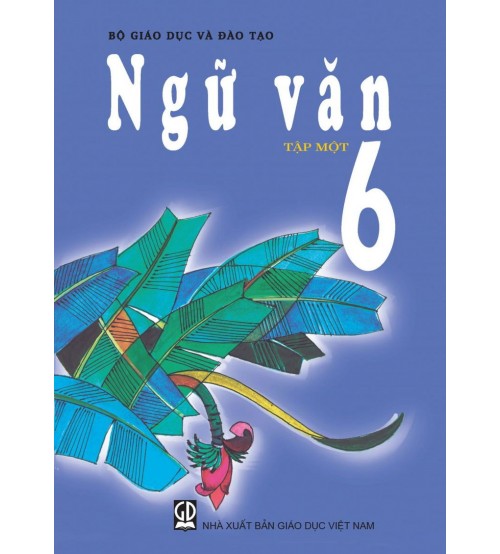 BỘ GIÁO DỤC VÀ ĐÀO TẠO
Ngữ văn
TẬP MỘT
6
GD
NHÀ XUẤT BẢN GIÁO DỤC VIỆT NAM